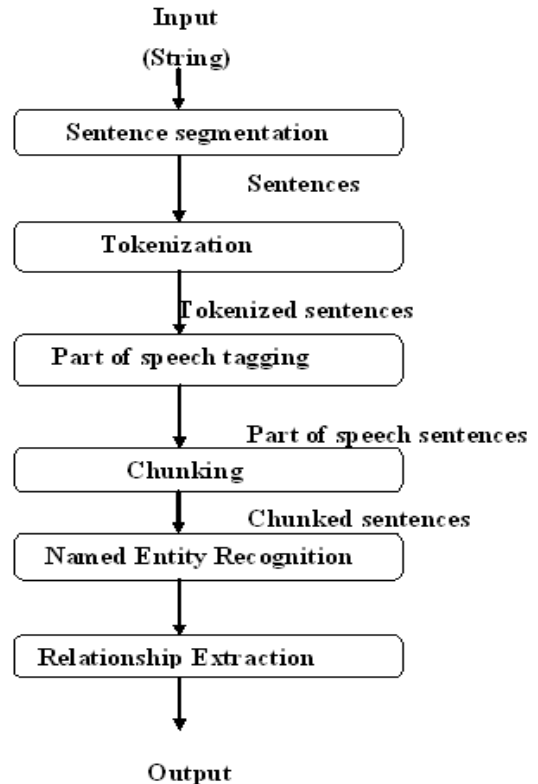 Input
(String)
Sentence segmentation
Sentences
Tokenization
Tokenized sentences
Part of speech tagging
Part of speech sentences
Chunking
Chunked sentences
Named Entity Recognition
Relationship Extraction
Output